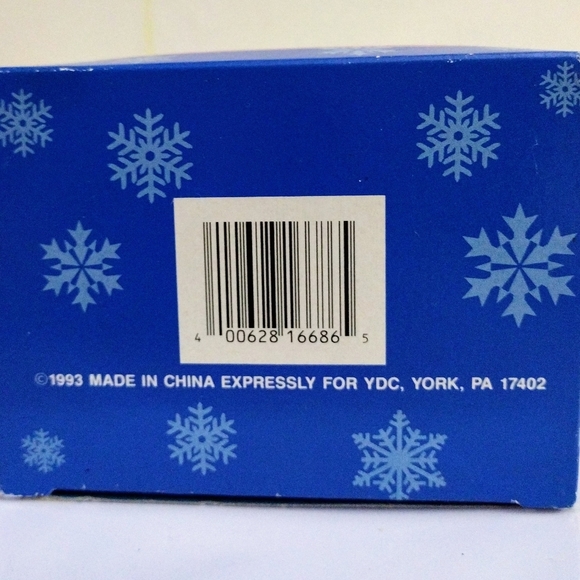 4 00628 16686 5
©1993 MADE IN CHINA EXPRESSLY FOR YDC, YORK, PA 17402